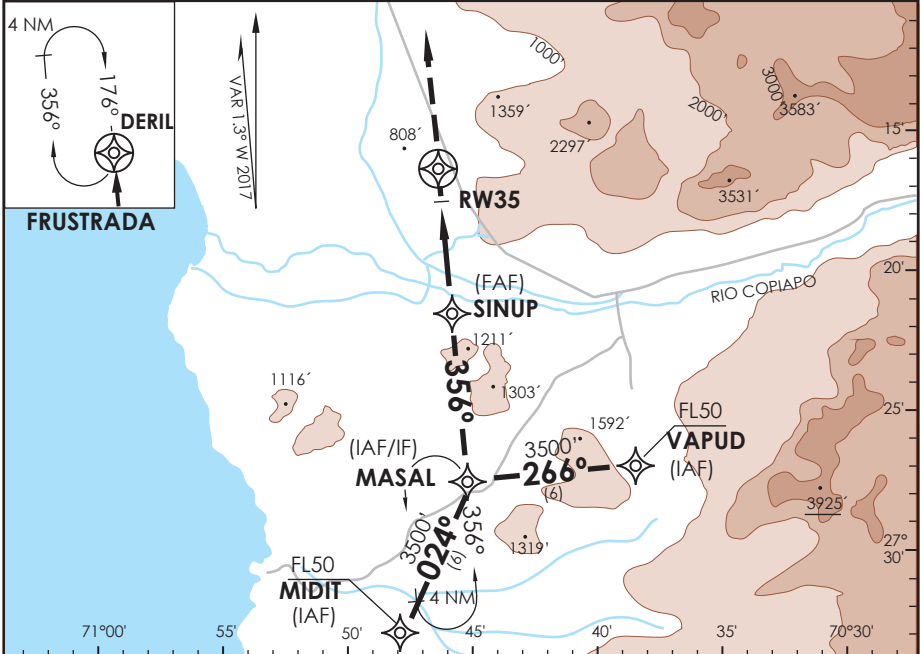 4 NM
356°
176°
DERIL
FRUSTRADA
VAR 1.3° W 2017
1000'
2000'
3000'
1359´
3583´
808´
2297´
15'
3531´
RW35
20'
RIO COPIAPO
(FAF)
SINUP
1211´
356°
1303´
1116´
25'
FL50
VAPUD
(IAF)
1592´
3500'
266°
(6)
(IAF/IF)
MASAL
3925´
3500'
024°
(6)
356°
1319'
27°
30'
FL50
MIDIT
(IAF)
4 NM
71°00'
55'
50'
45'
40'
35'
70°30'